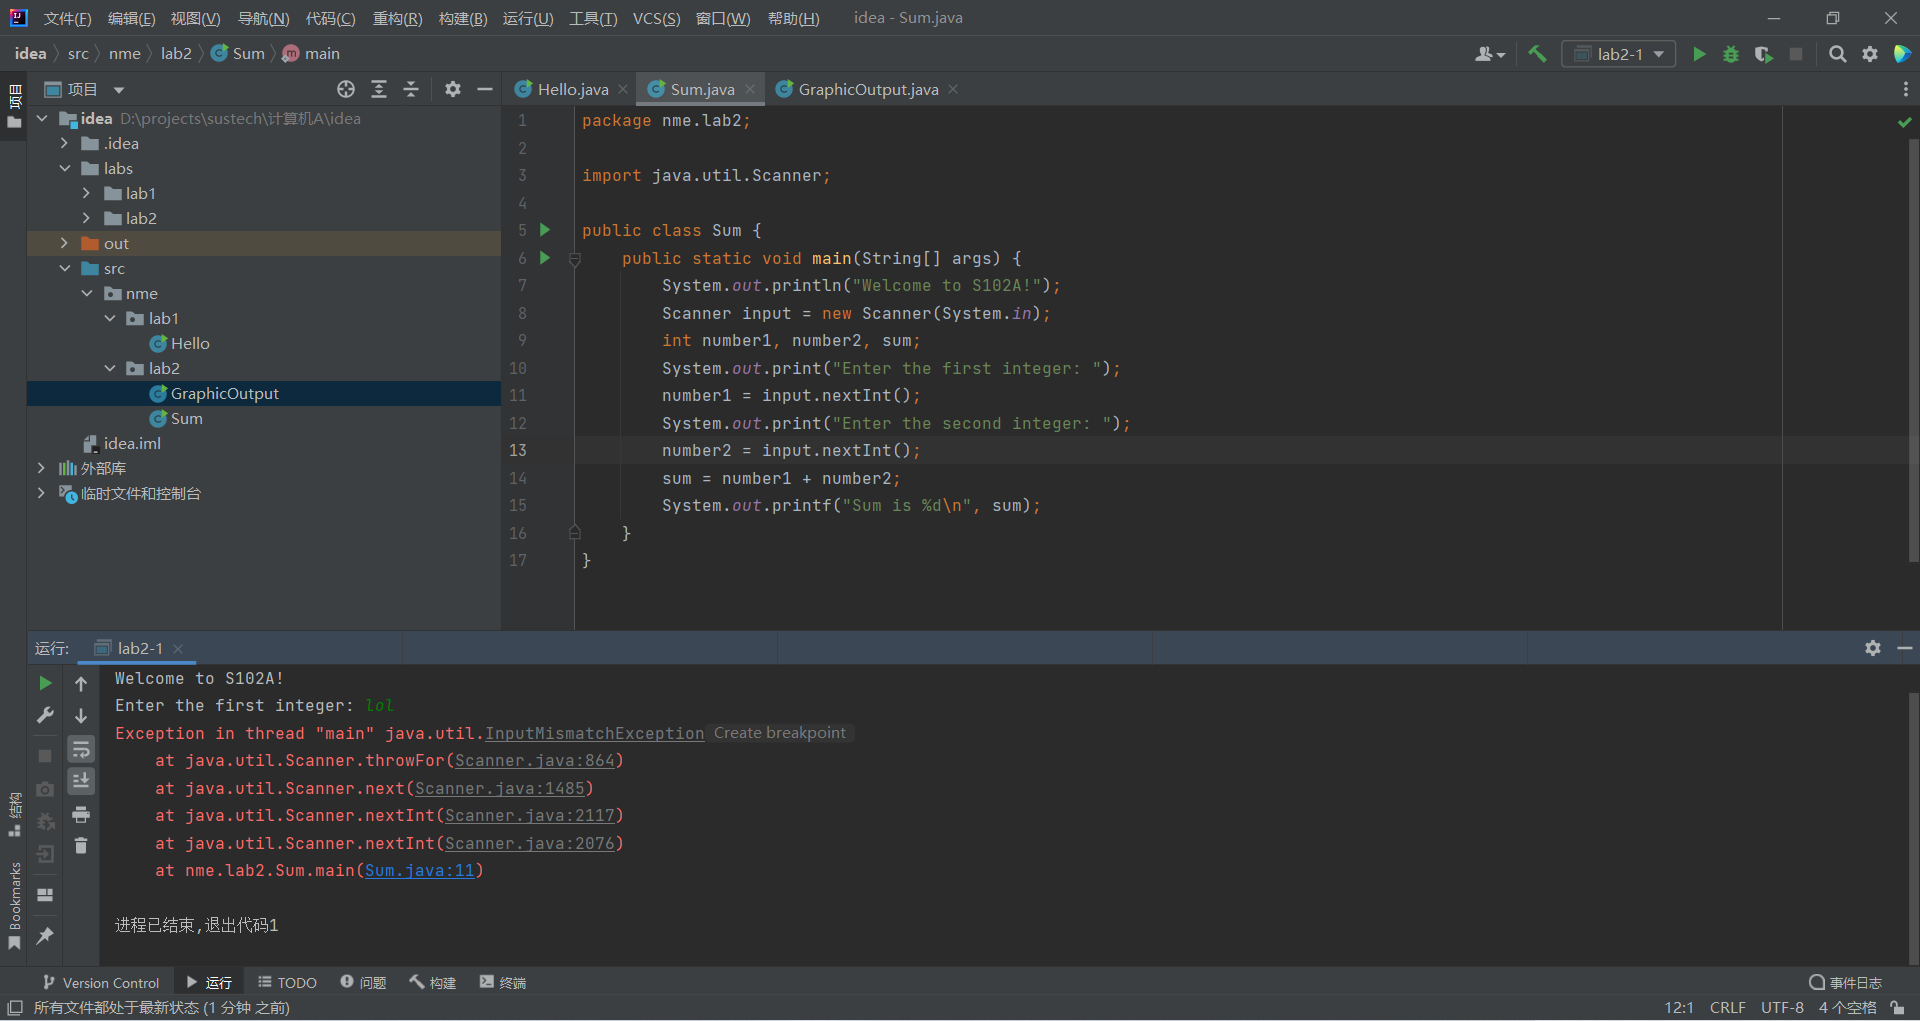 文件(F) 编辑(E) 视图(V) 导航(N) 代码(C) 重构(R) 构建(B) 运行(U) 工具(T) VCS(S) 窗口(W) 帮助(H) idea - Sum.java
idea src nme lab2 Sum main lab2-1
项目
项目
Hello.java Sum.java GraphicOutput.java
idea D:\projects\sustech\计算机A\idea
.idea
labs
lab1
lab2
out
src
nme
lab1
Hello
lab2
GraphicOutput
Sum
idea.iml
外部库
临时文件和控制台
1 package nme.lab2;
2
3 import java.util.Scanner;
4
5 public class Sum {
6 public static void main(String[] args) {
7 System.out.println("Welcome to S102A!");
8 Scanner input = new Scanner(System.in);
9 int number1, number2, sum;
10 System.out.print("Enter the first integer: ");
11 number1 = input.nextInt();
12 System.out.print("Enter the second integer: ");
13 number2 = input.nextInt();
14 sum = number1 + number2;
15 System.out.printf("Sum is %d\n", sum);
16 }
17 }
运行: lab2-1
Welcome to S102A!
Enter the first integer: lol
Exception in thread "main" java.util.InputMismatchException Create breakpoint
at java.util.Scanner.throwFor(Scanner.java:864)
at java.util.Scanner.next(Scanner.java:1485)
at java.util.Scanner.nextInt(Scanner.java:2117)
at java.util.Scanner.nextInt(Scanner.java:2076)
at nme.lab2.Sum.main(Sum.java:11)
进程已结束,退出代码1
结构
Bookmarks
Version Control 运行 TODO 问题 构建 终端 事件日志
所有文件都处于最新状态 (1 分钟 之前) 12:1 CRLF UTF-8 4 个空格